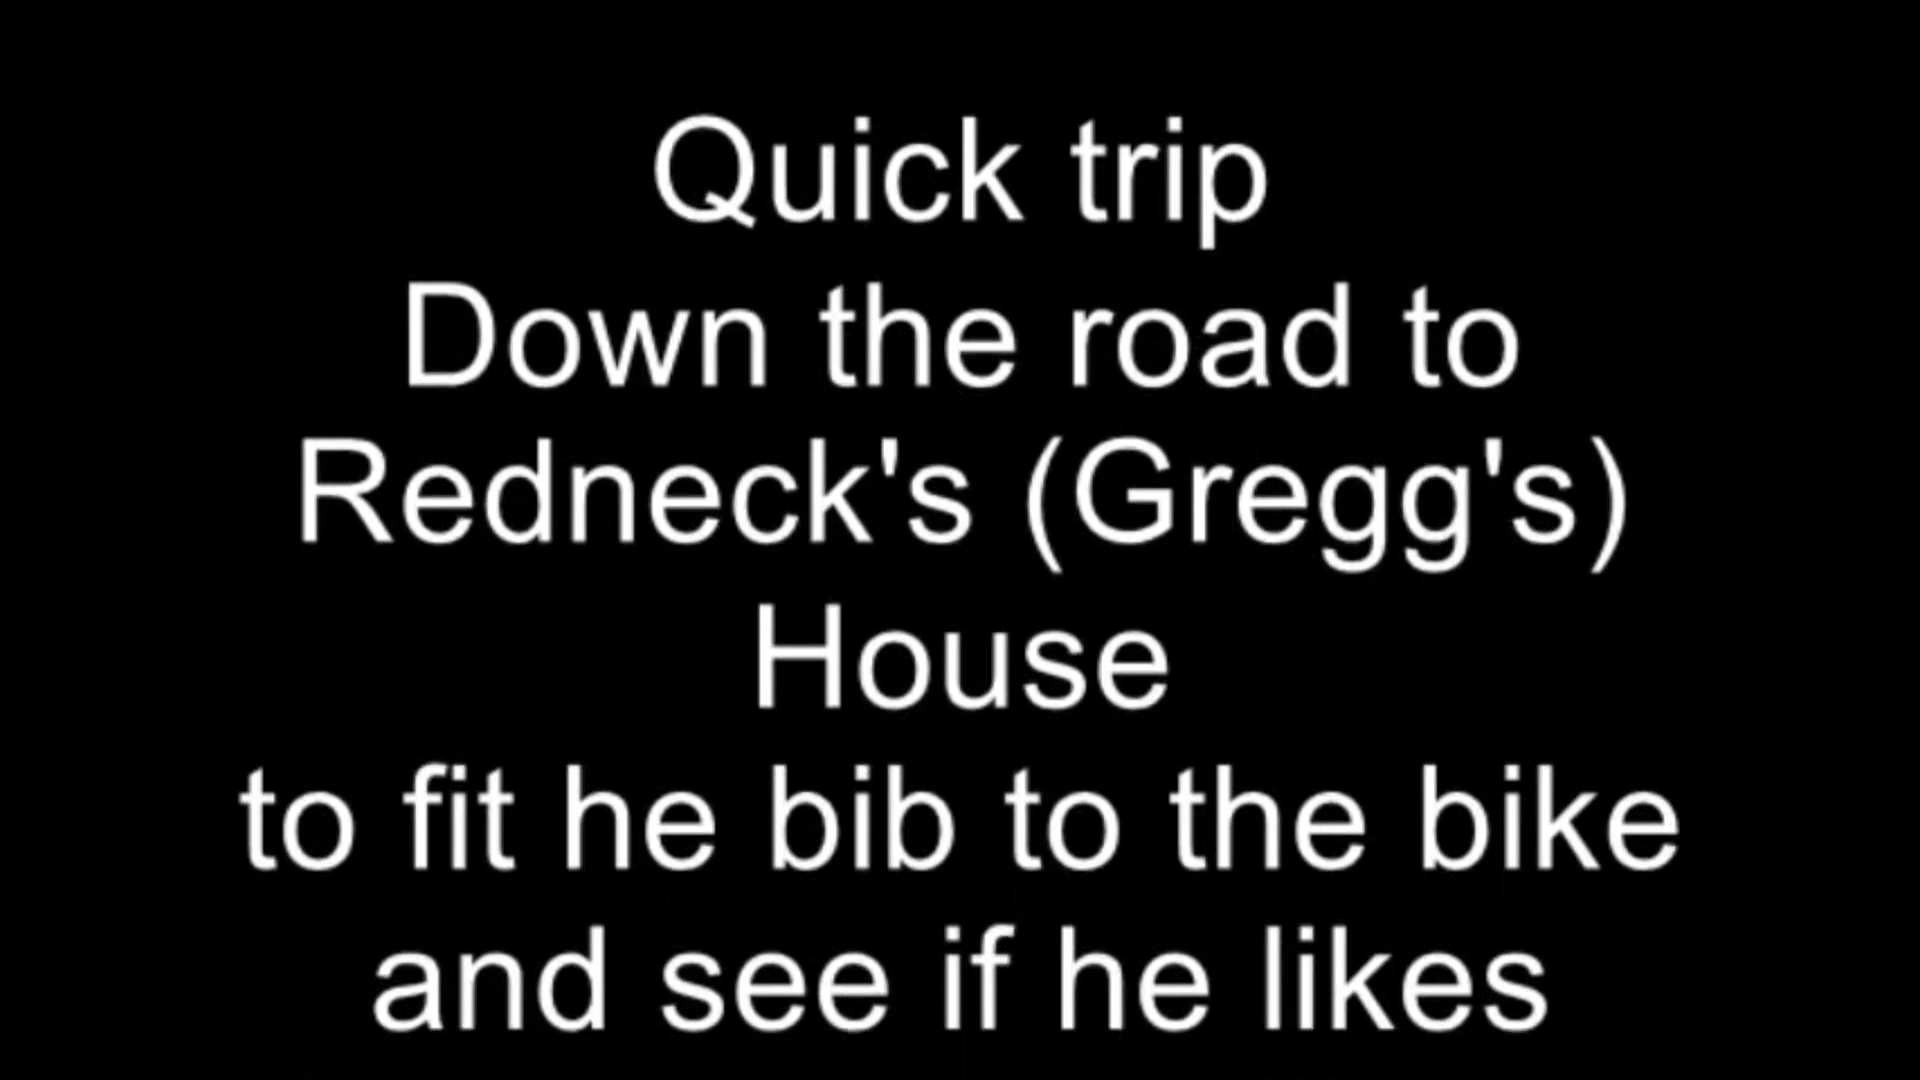 Quick trip
Down the road to
Redneck's (Gregg's)
House
to fit he bib to the bike
and see if he likes